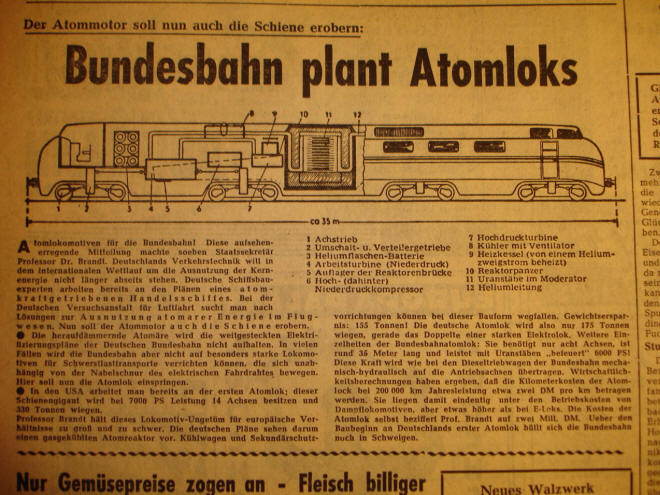 Der Atommotor soll nun auch die Schiene erobern:
Bundesbahn plant Atomloks
8 9 10 11 12
1 2 3 4 5 6 7
ca 35 m
Atomlokomotiven für die Bundesbahn! Diese aufsehen-
erregende Mitteilung machte soeben Staatssekretär
Professor Dr. Brandl. Deutschlands Verkehrstechnik will in
dem internationalen Wettlauf um die Ausnutzung der Kern-
energie nicht länger abseits stehen. Deutsche Schiffsbau-
experten arbeiten bereits an den Plänen eines atom-
kraftgetriebenen Handelsschiffes. Bei der
Deutschen Versuchsanstalt für Luftfahrt sucht man nach
Lösungen zur Ausnutzung atomarer Energie im Flug-
wesen. Nun soll der Atommotor auch die Schiene erobern.
● Die heraufdämmernde Atomäre wird die weitgesteckten Elektri-
fizierungspläne der Deutschen Bundesbahn nicht aufhalten. In vielen
Fällen wird die Bundesbahn aber nicht auf besonders starke Lokomo-
tiven für Schwerstlasttransporte verzichten können, die sich unab-
hängig von der Nabelschnur des elektrischen Fahrdrahtes bewegen.
Hier soll nun die Atomlok einspringen.
● In den USA arbeitet man bereits an der ersten Atomlok; dieser
Schienengigant wird bei 7000 PS Leistung 14 Achsen besitzen und
330 Tonnen wiegen.
Professor Brandl hält dieses Lokomotiv-Ungetüm für europäische Ver-
hältnisse zu groß und zu schwer. Die deutschen Pläne sehen darum
einen gasgekühlten Atomreaktor vor. Kühlwagen und Sekundärschutz-
1 Achstrieb
2 Umschalt- u. Verteilergetriebe
3 Heliumflaschen-Batterie
4 Arbeitsturbine (Niederdruck)
5 Auflager der Reaktorenbrücke
6 Hoch- (dahinter)
Niederdruckkompressor
7 Hochdruckturbine
8 Kühler mit Ventilator
9 Heizkessel (von einem Helium-
zweigstrom beheizt)
10 Reaktorpanzer
11 Uranstäbe im Moderator
12 Heliumleitung
vorrichtungen können bei dieser Bauform wegfallen. Gewichtserspar-
nis: 155 Tonnen! Die deutsche Atomlok wird also nur 175 Tonnen
wiegen, gerade das Doppelte einer starken Elektrolok. Weitere Ein-
zelheiten der Bundesbahnatomlok: Sie benötigt nur acht Achsen, ist
rund 35 Meter lang und leistet mit Uranstäben „befeuert" 6000 PS!
Diese Kraft wird wie bei den Dieseltriebwagen der Bundesbahn mecha-
nisch-hydraulisch auf die Antriebsachsen übertragen. Wirtschaftlich-
keitsberechnungen haben ergeben, daß die Kilometerkosten der Atom-
lock bei 200 000 km Jahresleistung etwa zwei DM pro km betragen
werden. Sie liegen damit eindeutig unter den Betriebskosten von
Dampflokomotiven, aber etwas höher als bei E-Loks. Die Kosten der
Atomlok selbst beziffert Prof. Brandt auf zwei Mill. DM. Ueber den
Baubeginn an Deutschlands erster Atomlok hüllt sich die Bundesbahn
noch in Schweigen.
Nur Gemüsepreise zogen an - Fleisch billiger
Neues Walzwerk